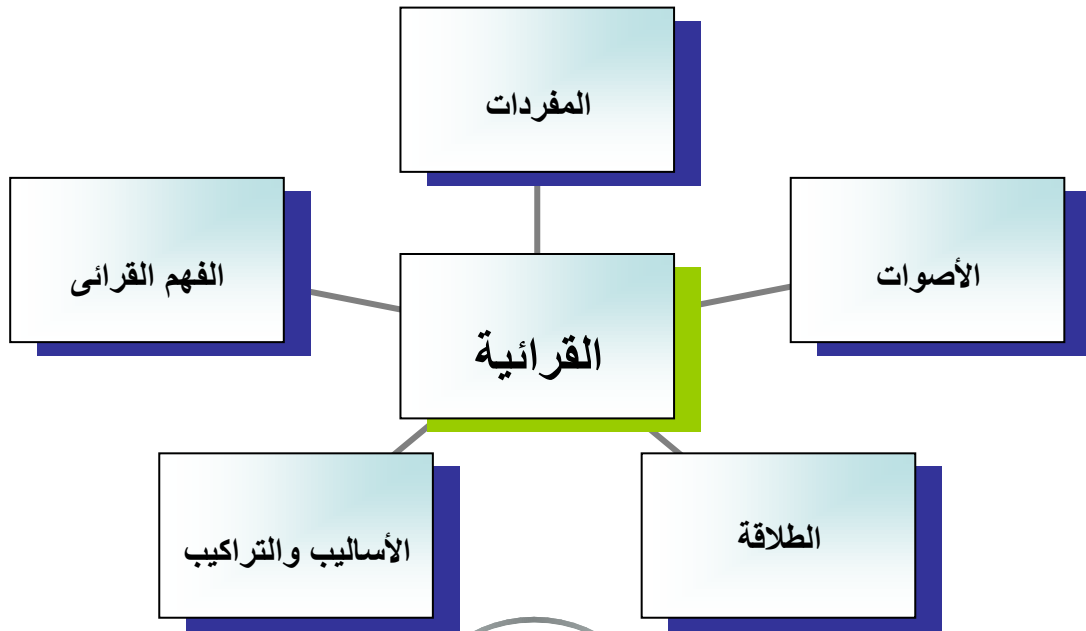 المفردات
الأصوات
الفهم القرائى
القرائية
الطلاقة
الأساليب والتراكيب